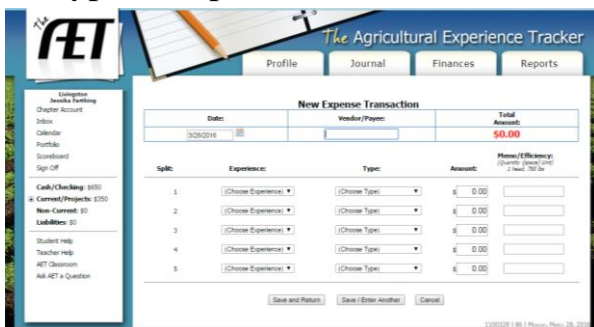 The
AET
The Agricultural Experience Tracker
Profile Journal Finances Reports
Livingston
Jessika Farthing
Chapter Account
Inbox
Calendar
Portfolio
Scoreboard
Sign Off
Cash/Checking: $650
Current/Projects: $350
Non-Current: $0
Liabilities: $0
Student Help
Teacher Help
AET Classroom
Ask AET a Question
New Expense Transaction
Date: Vendor/Payee: Total Amount:
3/28/2016 $0.00
Split: Experience: Type: Amount: Memo/Efficiency:
1 (Choose Experience) (Choose Type) $ 0.00
2 (Choose Experience) (Choose Type) $ 0.00
3 (Choose Experience) (Choose Type) $ 0.00
4 (Choose Experience) (Choose Type) $ 0.00
5 (Choose Experience) (Choose Type) $ 0.00
Save and Return Save / Enter Another Cancel